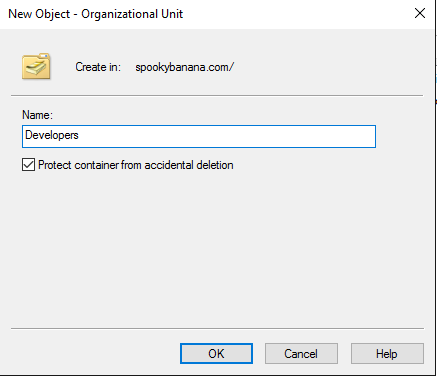 New Object - Organizational Unit
Create in: spookybanana.com/
Name:
Developers
Protect container from accidental deletion
OK Cancel Help